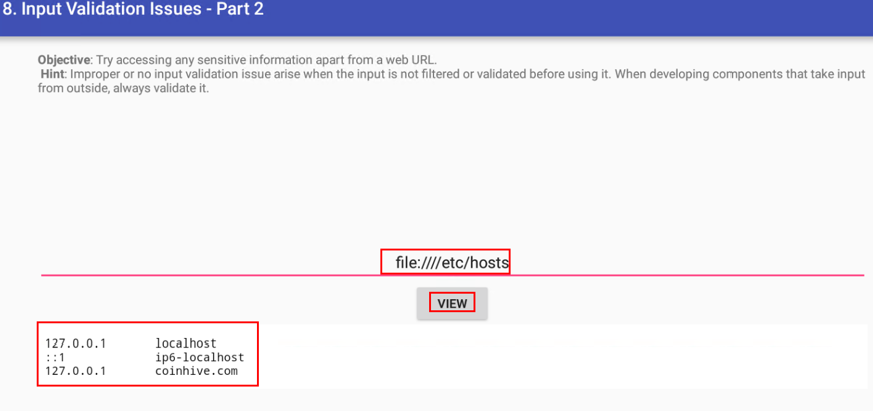 8. Input Validation Issues - Part 2
Objective: Try accessing any sensitive information apart from a web URL.
Hint: Improper or no input validation issue arise when the input is not filtered or validated before using it. When developing components that take input
from outside, always validate it.
file:////etc/hosts
VIEW
127.0.0.1 localhost
::1 ip6-localhost
127.0.0.1 coinhive.com